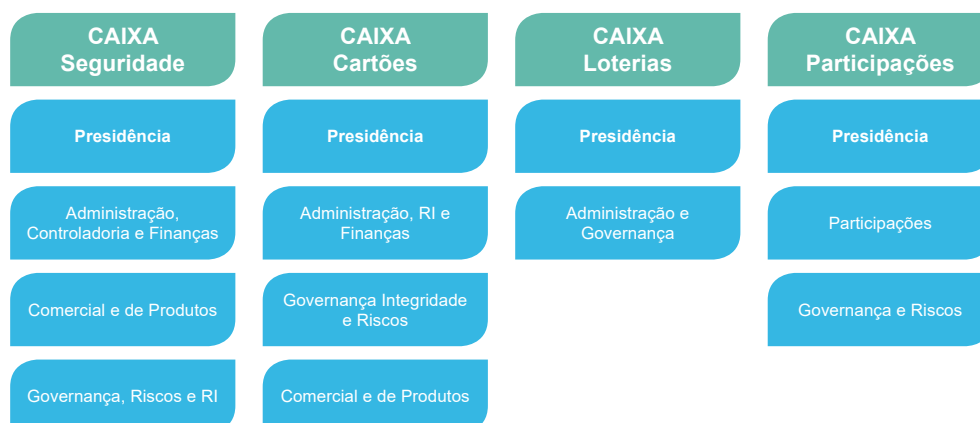 CAIXA
Seguridade
CAIXA
Cartões
CAIXA
Loterias
CAIXA
Participações
Presidência
Presidência
Presidência
Presidência
Administração,
Controladoria e Finanças
Administração, RI e
Finanças
Administração e
Governança
Participações
Comercial e de Produtos
Governança Integridade
e Riscos
Governança e Riscos
Governança, Riscos e RI
Comercial e de Produtos